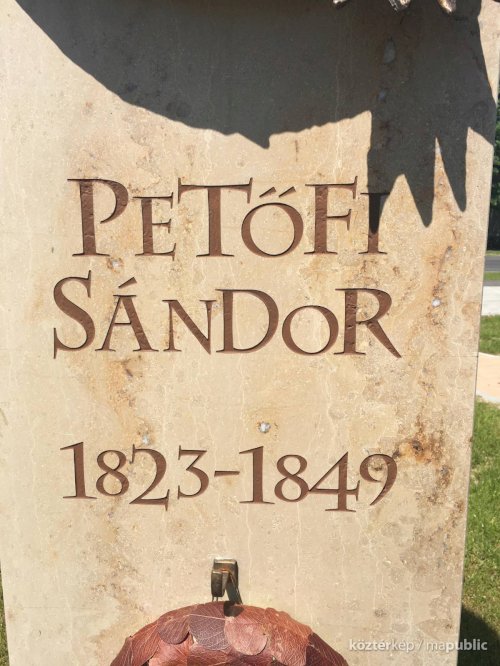 PETŐFI
SÁNDOR
1823-1849
köztérkép / mapublic